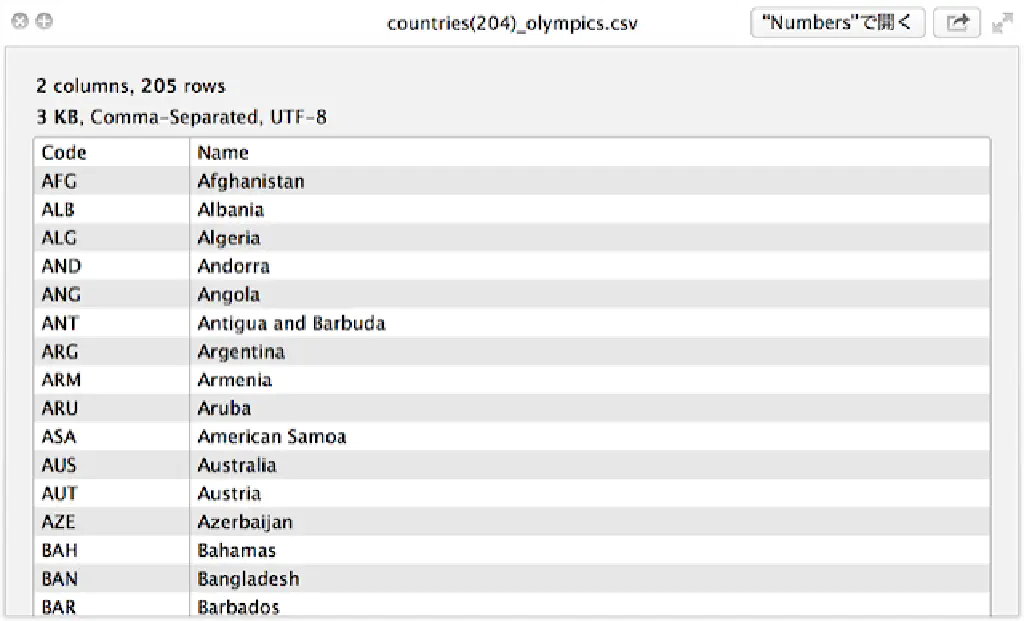 countries(204)_olympics.csv
"Numbers"で開く
2 columns, 205 rows
3 KB, Comma-Separated, UTF-8
Code Name
AFG Afghanistan
ALB Albania
ALG Algeria
AND Andorra
ANG Angola
ANT Antigua and Barbuda
ARG Argentina
ARM Armenia
ARU Aruba
ASA American Samoa
AUS Australia
AUT Austria
AZE Azerbaijan
BAH Bahamas
BAN Bangladesh
BAR Barbados